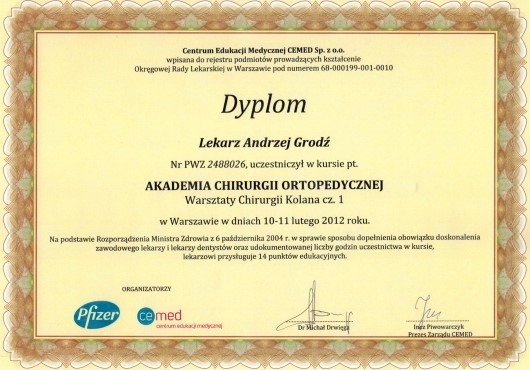 Centrum Edukacji Medycznej CEMED Sp. z o.o.
wpisana do rejestru podmiotów prowadzących kształcenie
Okręgowej Rady Lekarskiej w Warszawie pod numerem 68-000199-001-0010
Dyplom
Lekarz Andrzej Grodź
Nr PWZ 2488026, uczestniczył w kursie pt.
AKADEMIA CHIRURGII ORTOPEDYCZNEJ
Warsztaty Chirurgii Kolana cz. 1
w Warszawie w dniach 10-11 lutego 2012 roku.
Na podstawie Rozporządzenia Ministra Zdrowia z 6 października 2004 r. w sprawie sposobu dopełnienia obowiązku doskonalenia
zawodowego lekarzy i lekarzy dentystów oraz udokumentowanej liczby godzin uczestnictwa w kursie,
lekarzowi przysługuje 14 punktów edukacyjnych.
ORGANIZATORZY
Pfizer
cemed
centrum edukacji medycznej
Dr Michał Drwięga
Inez Piwowarczyk
Prezes Zarządu CEMED